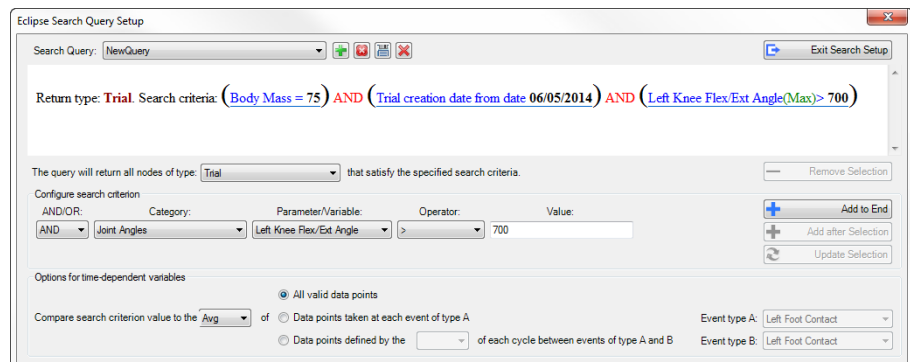 Eclipse Search Query Setup
Search Query: NewQuery Exit Search Setup
Return type: Trial. Search criteria: (Body Mass = 75) AND (Trial creation date from date 06/05/2014) AND (Left Knee Flex/Ext Angle(Max)> 700)
The query will return all nodes of type: Trial that satisfy the specified search criteria. Remove Selection
Configure search criterion
AND/OR: Category: Parameter/Variable: Operator: Value:
AND Joint Angles Left Knee Flex/Ext Angle > 700
Add to End
Add after Selection
Update Selection
Options for time-dependent variables
All valid data points
Compare search criterion value to the Avg of Data points taken at each event of type A Event type A: Left Foot Contact
Data points defined by the of each cycle between events of type A and B Event type B: Left Foot Contact